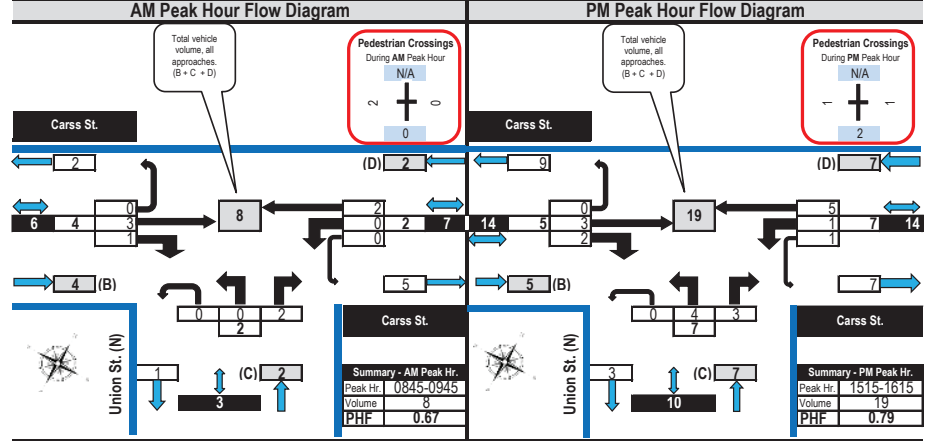 AM Peak Hour Flow Diagram
Total vehicle
volume, all
approaches.
(B + C + D)
Pedestrian Crossings
During AM Peak Hour
N/A
2
0
0
Carss St.
2
(D)
2
0
6
4
3
1
8
2
0
2
7
0
4
(B)
5
0
0
2
2
Carss St.
Union St. (N)
1
3
(C)
2
Summary - AM Peak Hr.
Peak Hr.
0845-0945
Volume
8
PHF
0.67
PM Peak Hour Flow Diagram
Total vehicle
volume, all
approaches.
(B + C + D)
Pedestrian Crossings
During PM Peak Hour
N/A
1
1
2
Carss St.
9
(D)
7
0
14
5
3
2
19
5
1
7
14
1
5
(B)
7
0
4
3
7
Carss St.
Union St. (N)
3
10
(C)
7
Summary - PM Peak Hr.
Peak Hr.
1515-1615
Volume
19
PHF
0.79